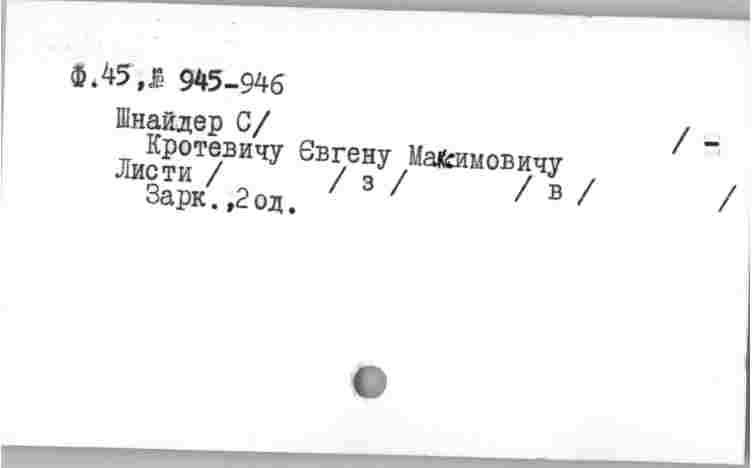 Ф.45,№ 945-946
Шнайдер С/ / -
Кротевичу Євгену Максимовичу
Листи / / з / / в / /
Зарк.,2од.